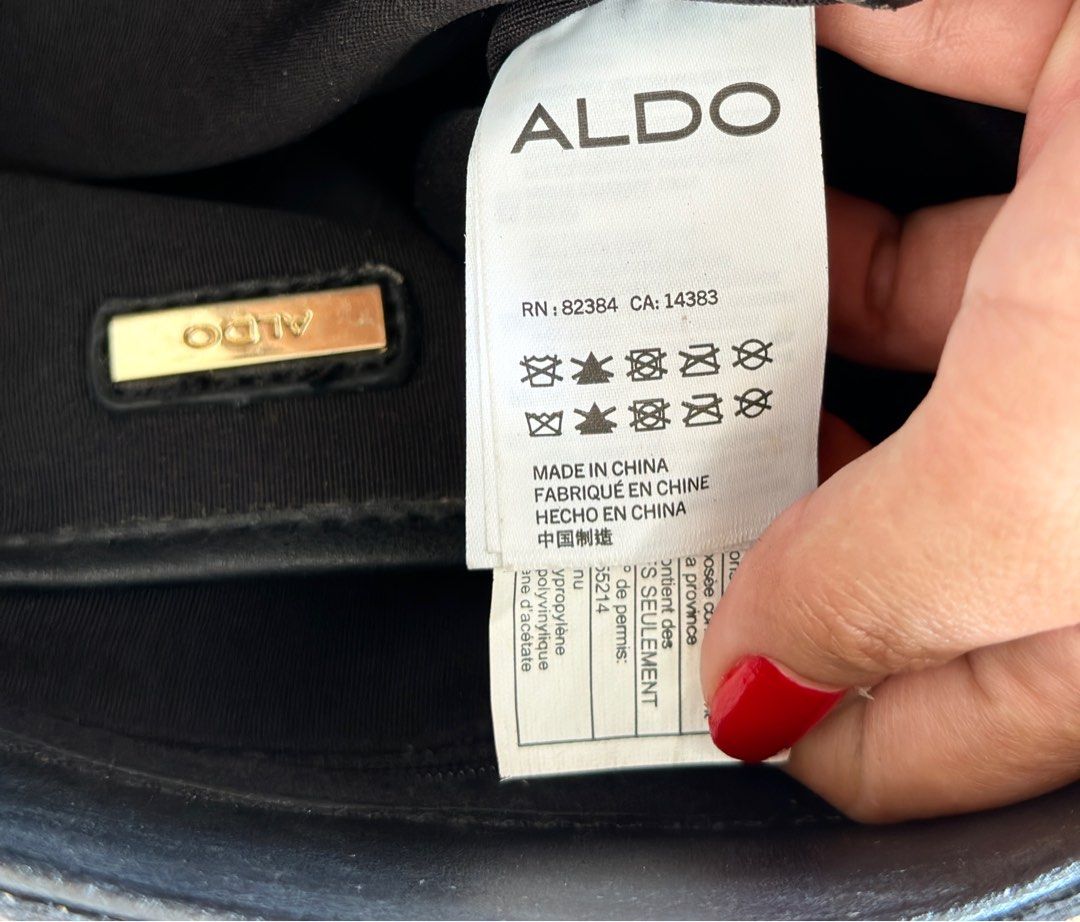 ALDO
RN : 82384 CA: 14383
MADE IN CHINA
FABRIQUÉ EN CHINE
HECHO EN CHINA
中国制造
ALDO
a province
ontient des
S SEULEMENT
de permis:
5214
nu
ypropylène
polyvinylique
d'acétate